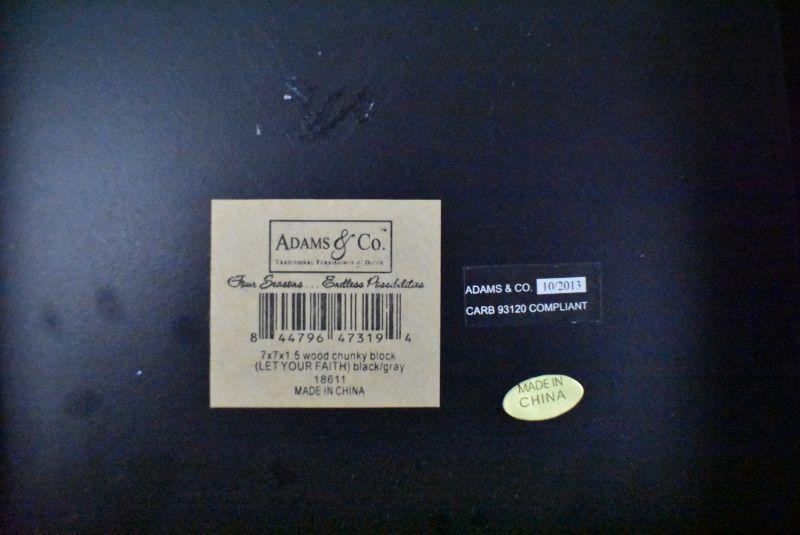 ADAMS & CO.™
TRADITIONAL FURNISHINGS & DECOR
Four Seasons . . . Endless Possibilities
8 44796 47319 4
7x7x1.5 wood chunky block
(LET YOUR FAITH) black/gray
18611
MADE IN CHINA
ADAMS & CO. 10/2013
CARB 93120 COMPLIANT
MADE IN
CHINA